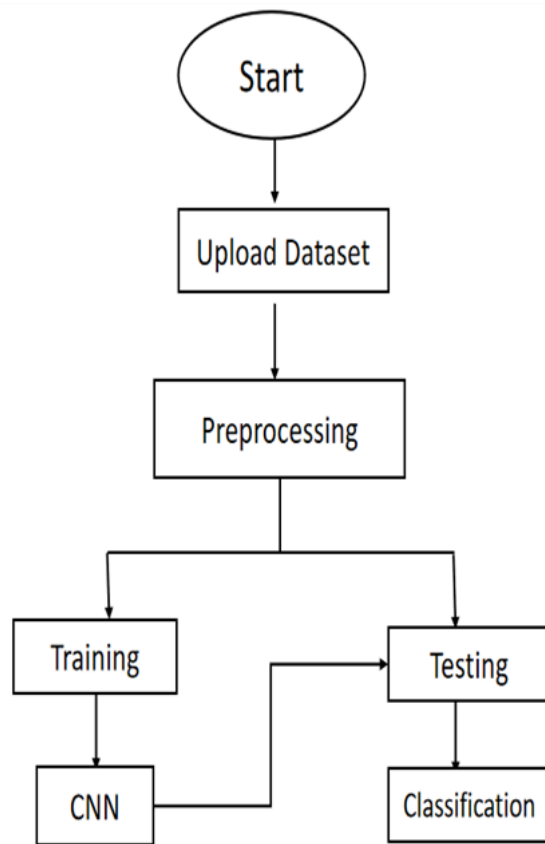 Start
Upload Dataset
Preprocessing
Training
Testing
CNN
Classification